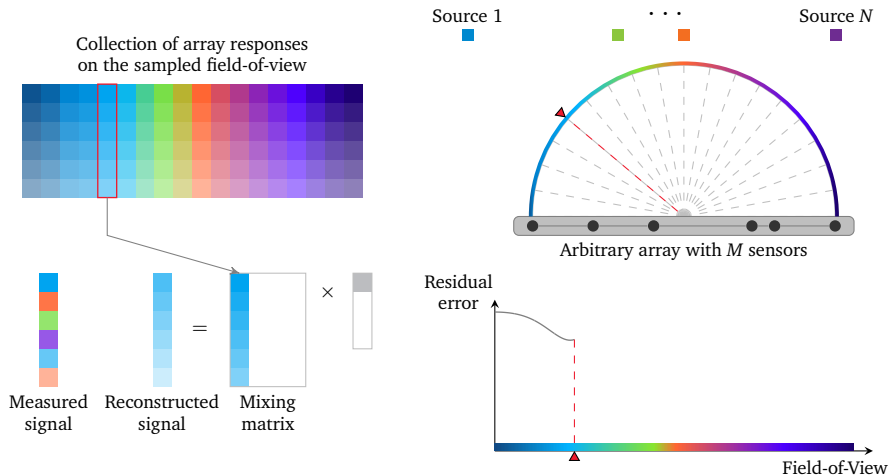 Collection of array responses
on the sampled field-of-view
Source 1
· · ·
Source N
Arbitrary array with M sensors
=
×
Measured
signal
Reconstructed
signal
Mixing
matrix
Residual
error
Field-of-View